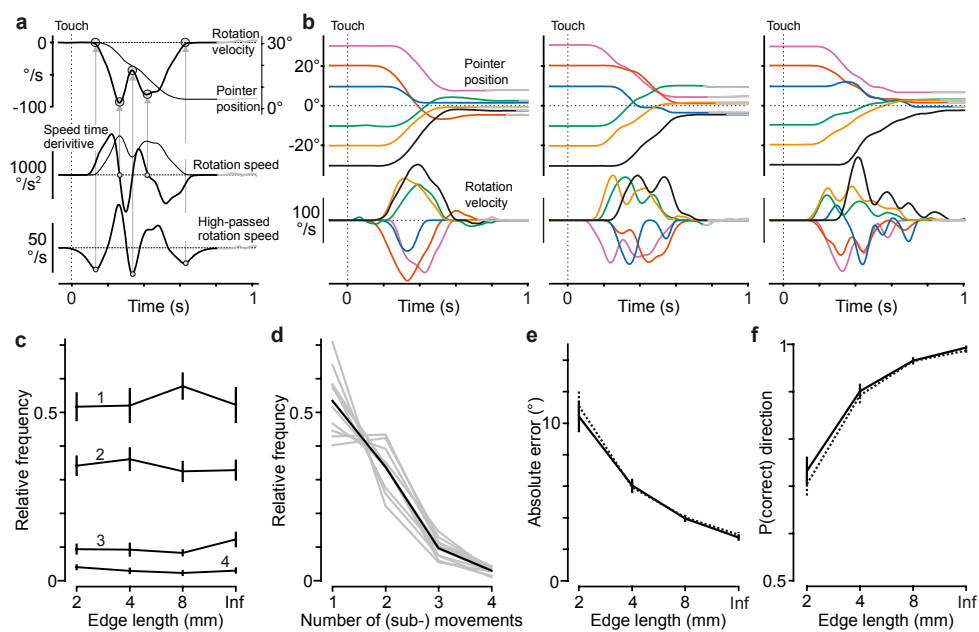 a
Touch
0
°/s
-100
Rotation
velocity
30°
Pointer
position
0°
Speed time
derivitive
1000
°/s²
Rotation speed
High-passed
rotation speed
50
°/s
0
1
Time (s)
b
Touch
20°
0°
-20°
Pointer
position
Rotation
velocity
100
°/s
0
1
Time (s)
Touch
0
1
Time (s)
Touch
0
1
Time (s)
c
Relative frequency
0.5
0
1
2
3
4
2
4
8
Inf
Edge length (mm)
d
Relative frequncy
0.5
0
1
2
3
4
Number of (sub-) movements
e
Absolute error (°)
10
0
2
4
8
Inf
Edge length (mm)
f
P(correct) direction
1
0.5
2
4
8
Inf
Edge length (mm)